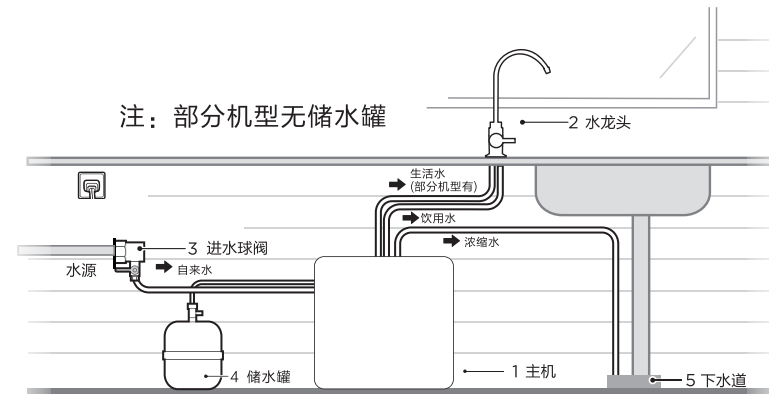 注：部分机型无储水罐
2 水龙头
生活水
(部分机型有)
饮用水
浓缩水
3 进水球阀
水源
自来水
4 储水罐
1 主机
5 下水道